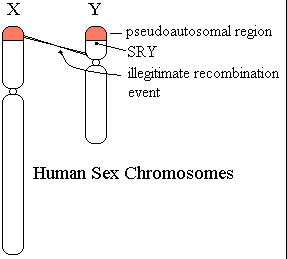 X Y
pseudoautosomal region
SRY
illegitimate recombination
event
Human Sex Chromosomes